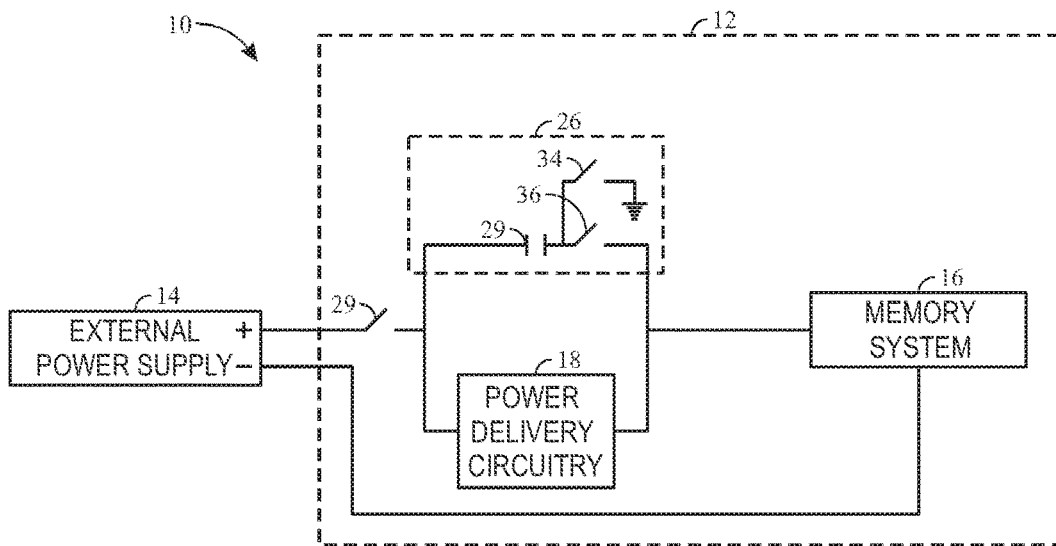 10
12
26
34
36
29
14
EXTERNAL
POWER SUPPLY
+
−
29
16
MEMORY
SYSTEM
18
POWER
DELIVERY
CIRCUITRY